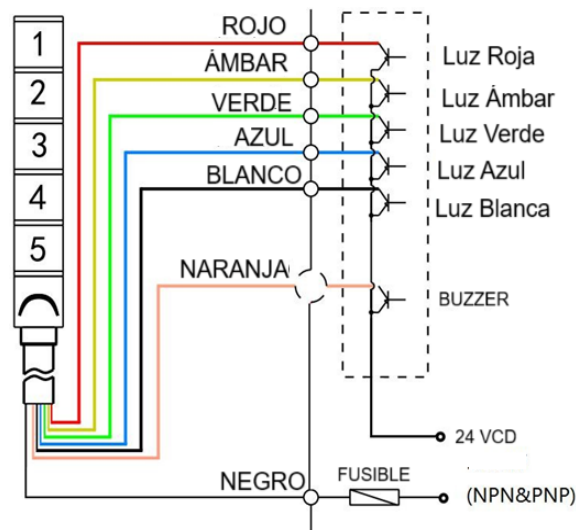 1
2
3
4
5
ROJO
ÁMBAR
VERDE
AZUL
BLANCO
NARANJA
NEGRO
Luz Roja
Luz Ámbar
Luz Verde
Luz Azul
Luz Blanca
BUZZER
24 VCD
FUSIBLE
(NPN&PNP)